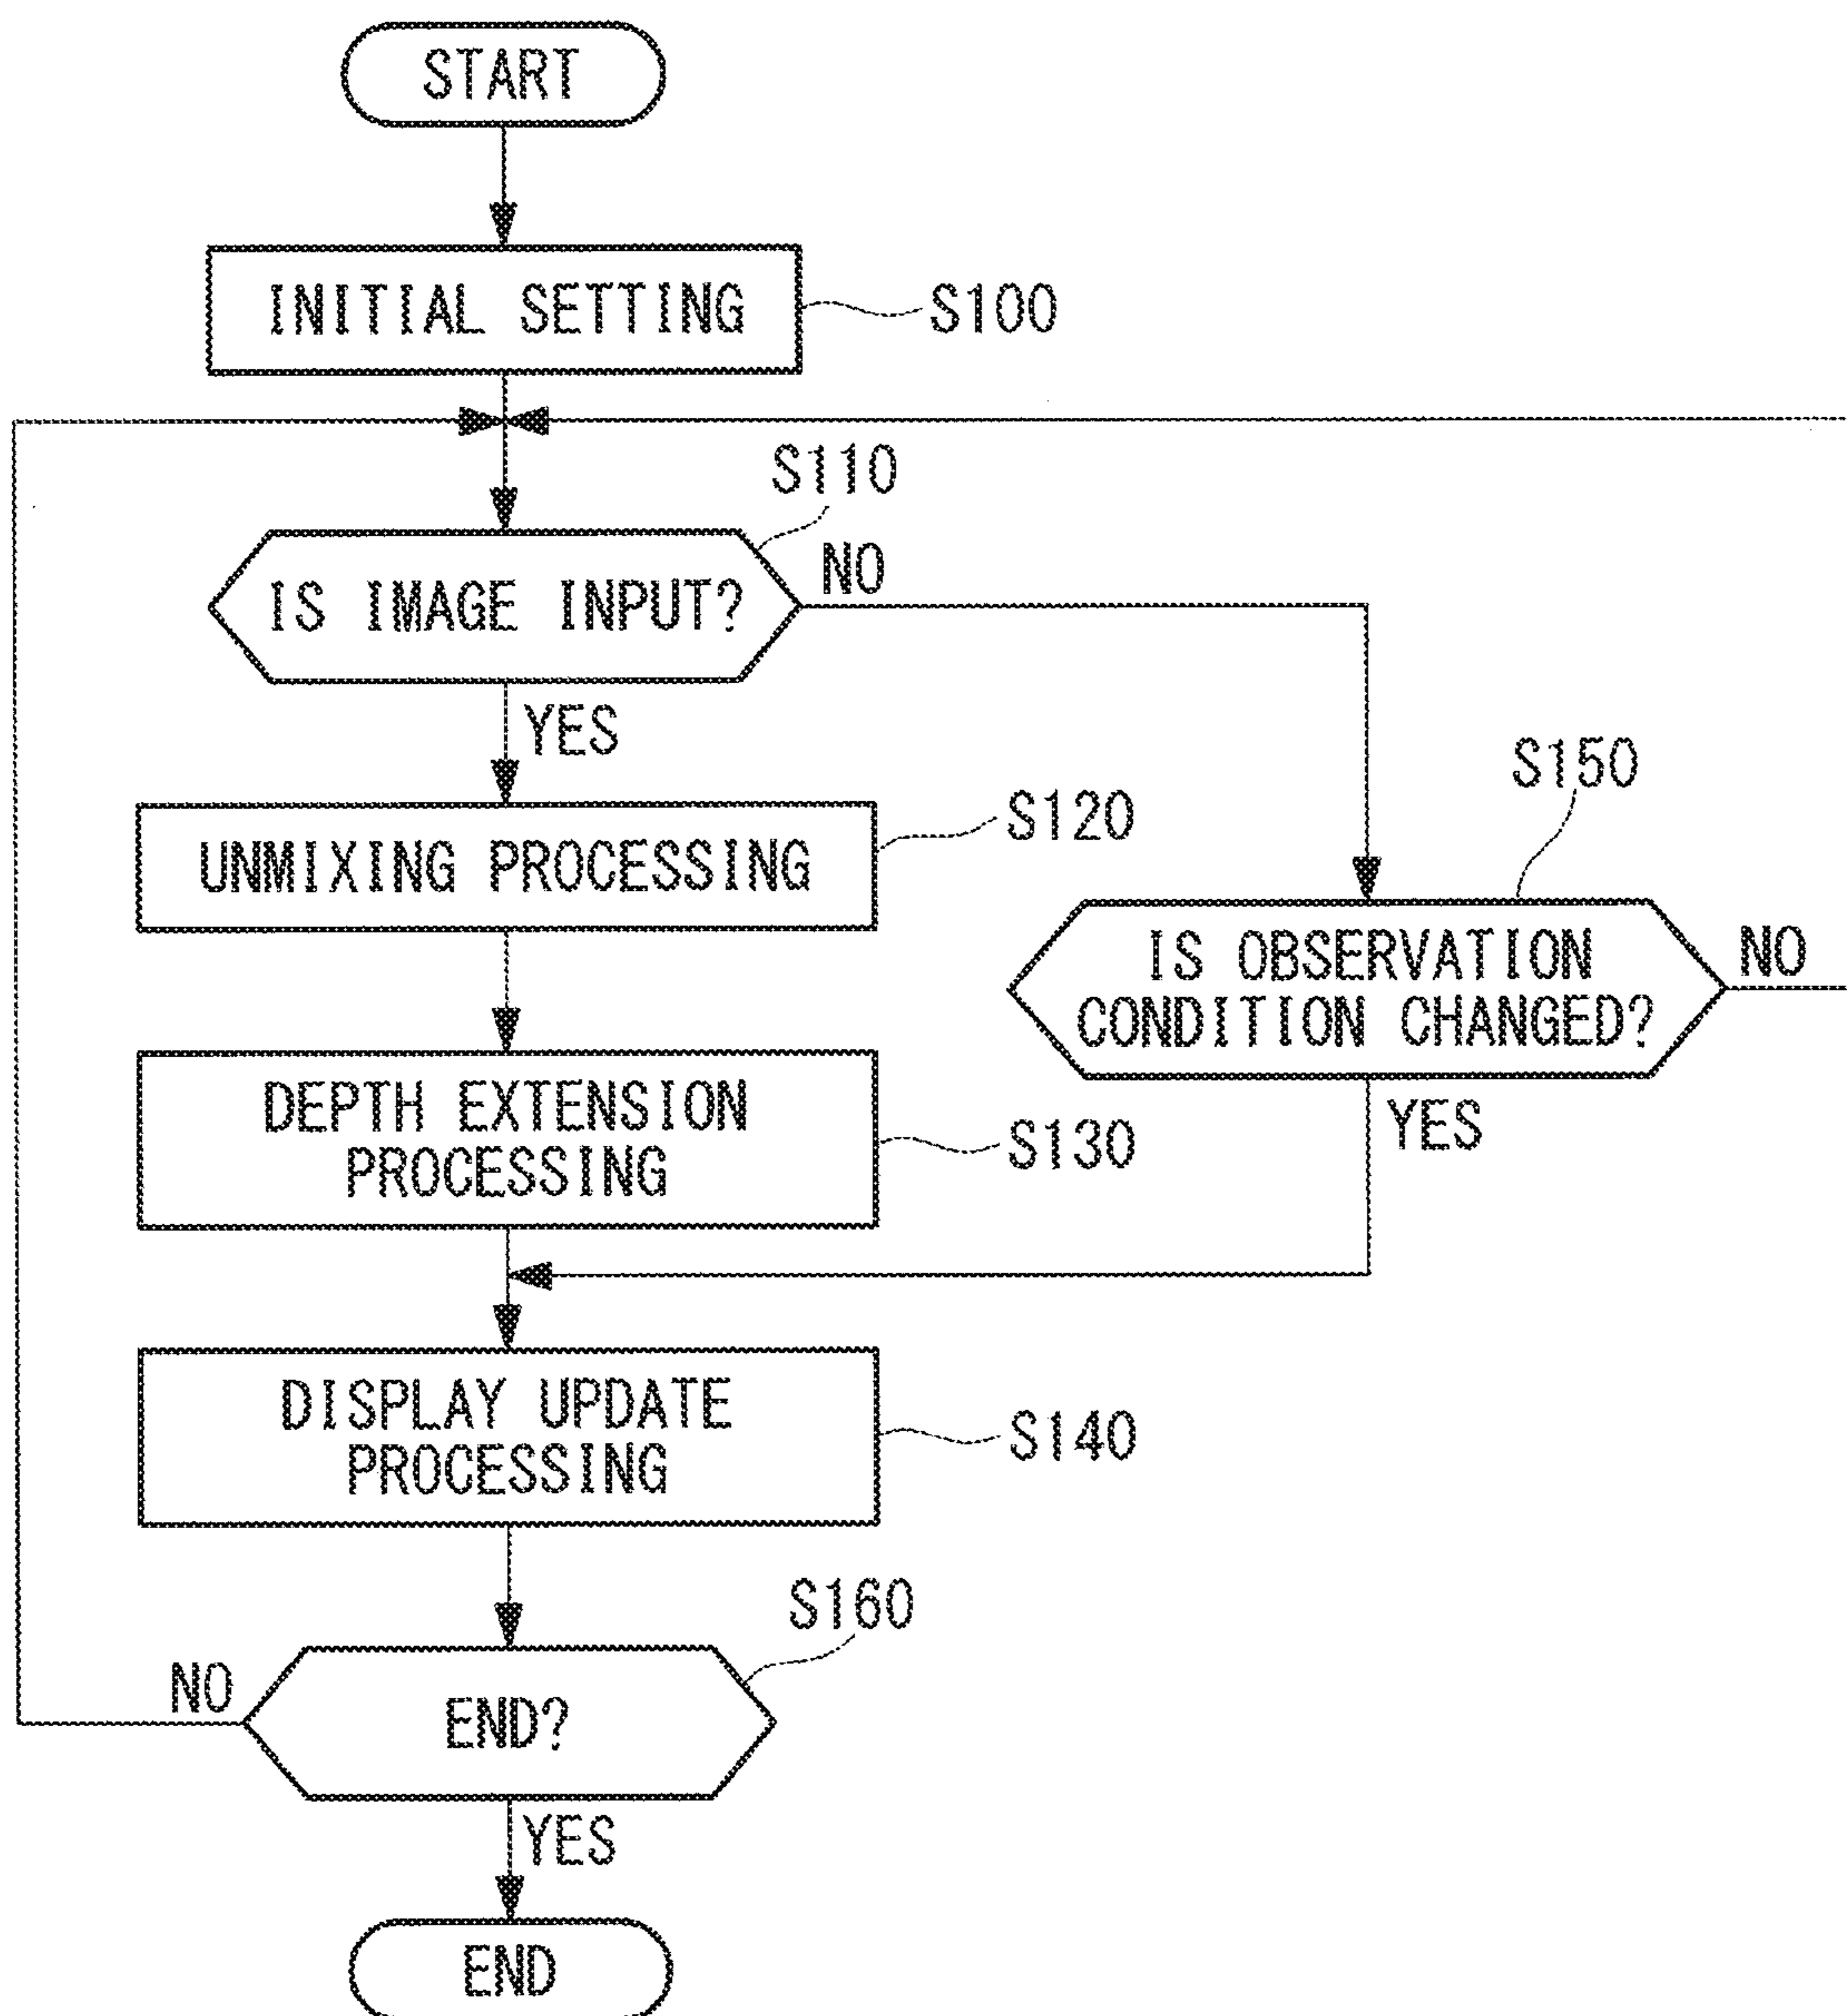 START
INITIAL SETTING
S100
S110
IS IMAGE INPUT?
NO
YES
UNMIXING PROCESSING
S120
S150
IS OBSERVATION
CONDITION CHANGED?
NO
YES
DEPTH EXTENSION
PROCESSING
S130
DISPLAY UPDATE
PROCESSING
S140
S160
END?
NO
YES
END